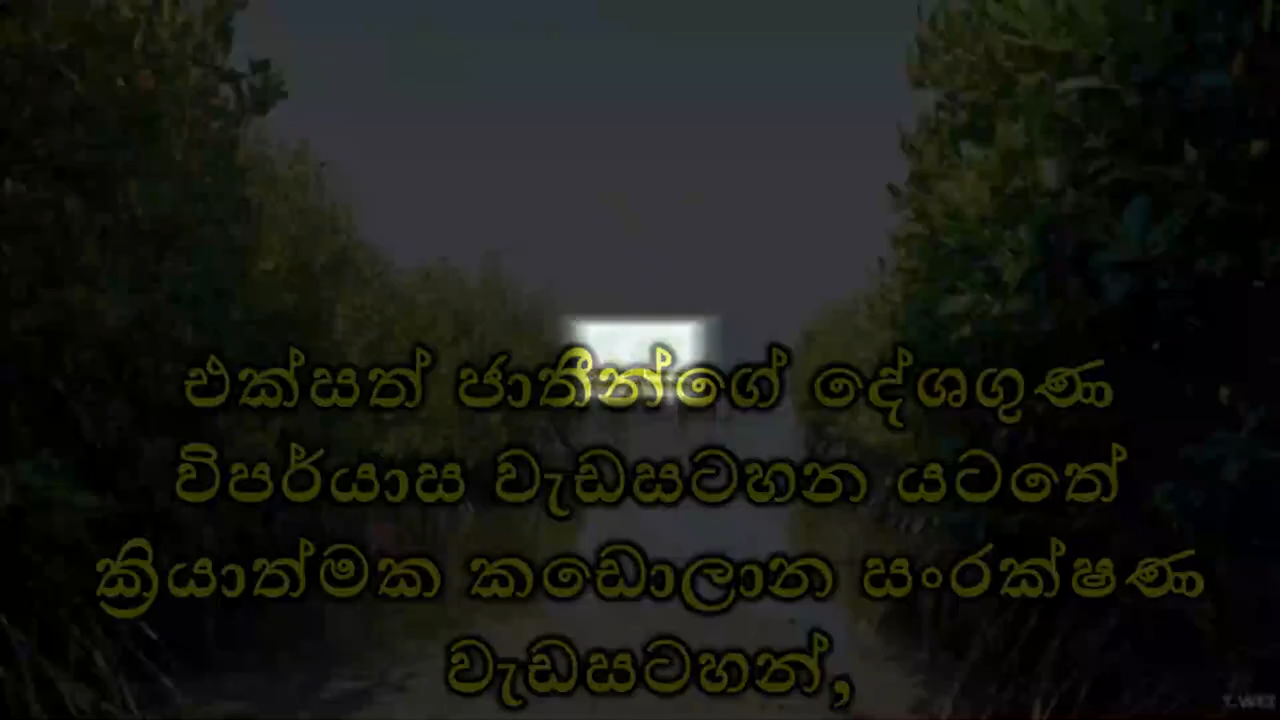 එක්සත් ජාතීන්ගේ දේශගුණ
විපර්යාස වැඩසටහන යටතේ
ක්‍රියාත්මක කඩොලාන සංරක්ෂණ
වැඩසටහන්,